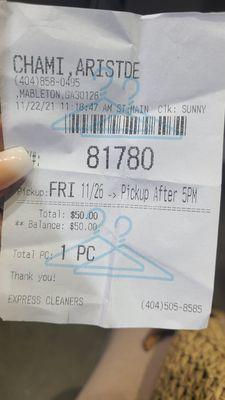 CHAMI,ARISTDE
(404)858-0405
,MABLETON,GA30126
11/22/21 11:18:47 AM ST:MAIN Clk: SUNNY
81780
Pickup: FRI 11/26 -> Pickup After 5PM
Total: $50.00
** Balance: $50.00
Total PC: 1 PC
Thank you!
EXPRESS CLEANERS (404)505-8585